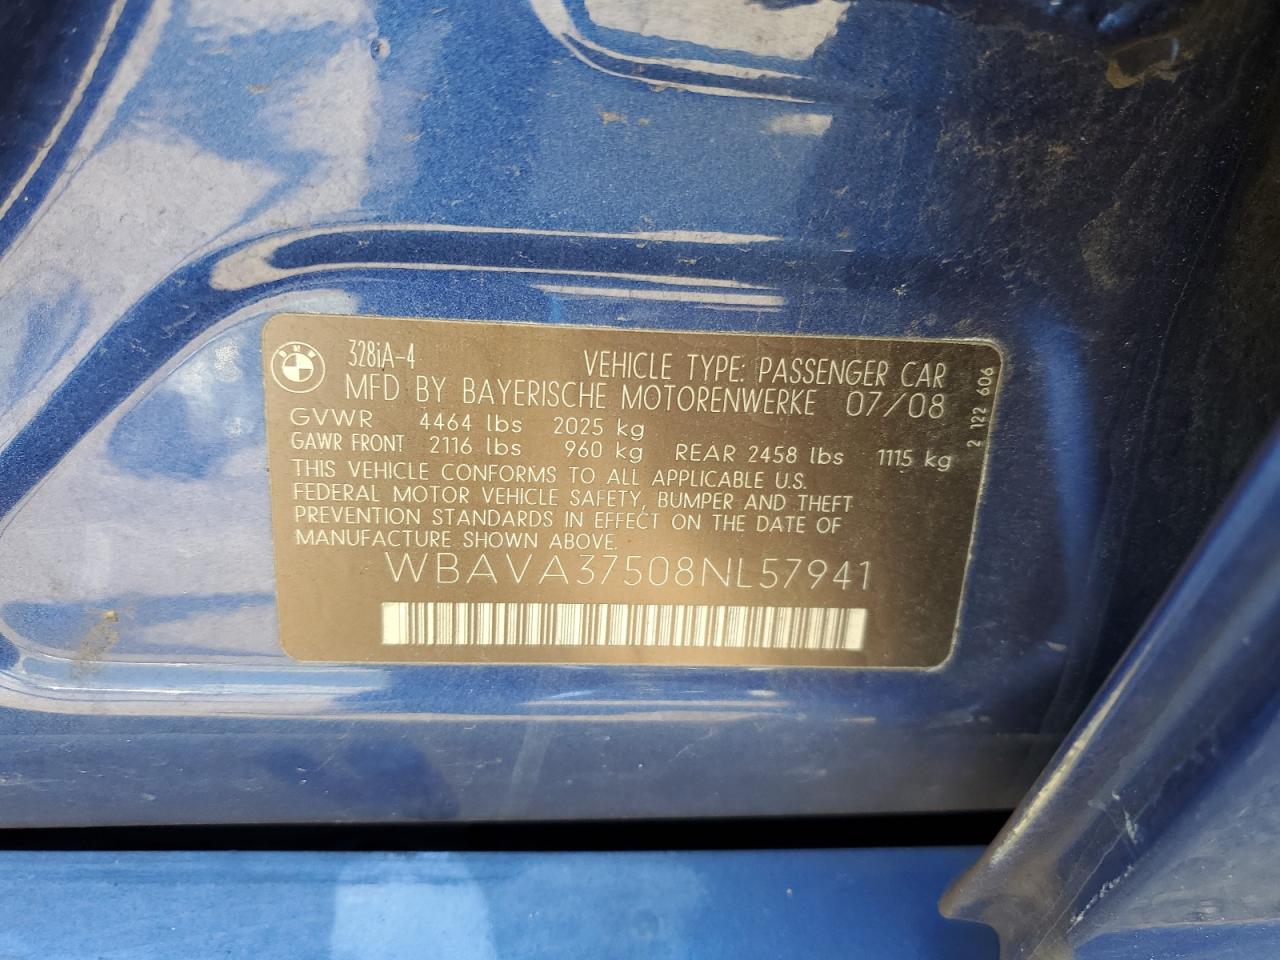 BMW
328iA-4 VEHICLE TYPE: PASSENGER CAR
MFD BY BAYERISCHE MOTORENWERKE 07/08
GVWR 4464 lbs 2025 kg
GAWR FRONT 2116 lbs 960 kg REAR 2458 lbs 1115 kg
THIS VEHICLE CONFORMS TO ALL APPLICABLE U.S.
FEDERAL MOTOR VEHICLE SAFETY, BUMPER AND THEFT
PREVENTION STANDARDS IN EFFECT ON THE DATE OF
MANUFACTURE SHOWN ABOVE.
WBAVA37508NL57941
2 122 606